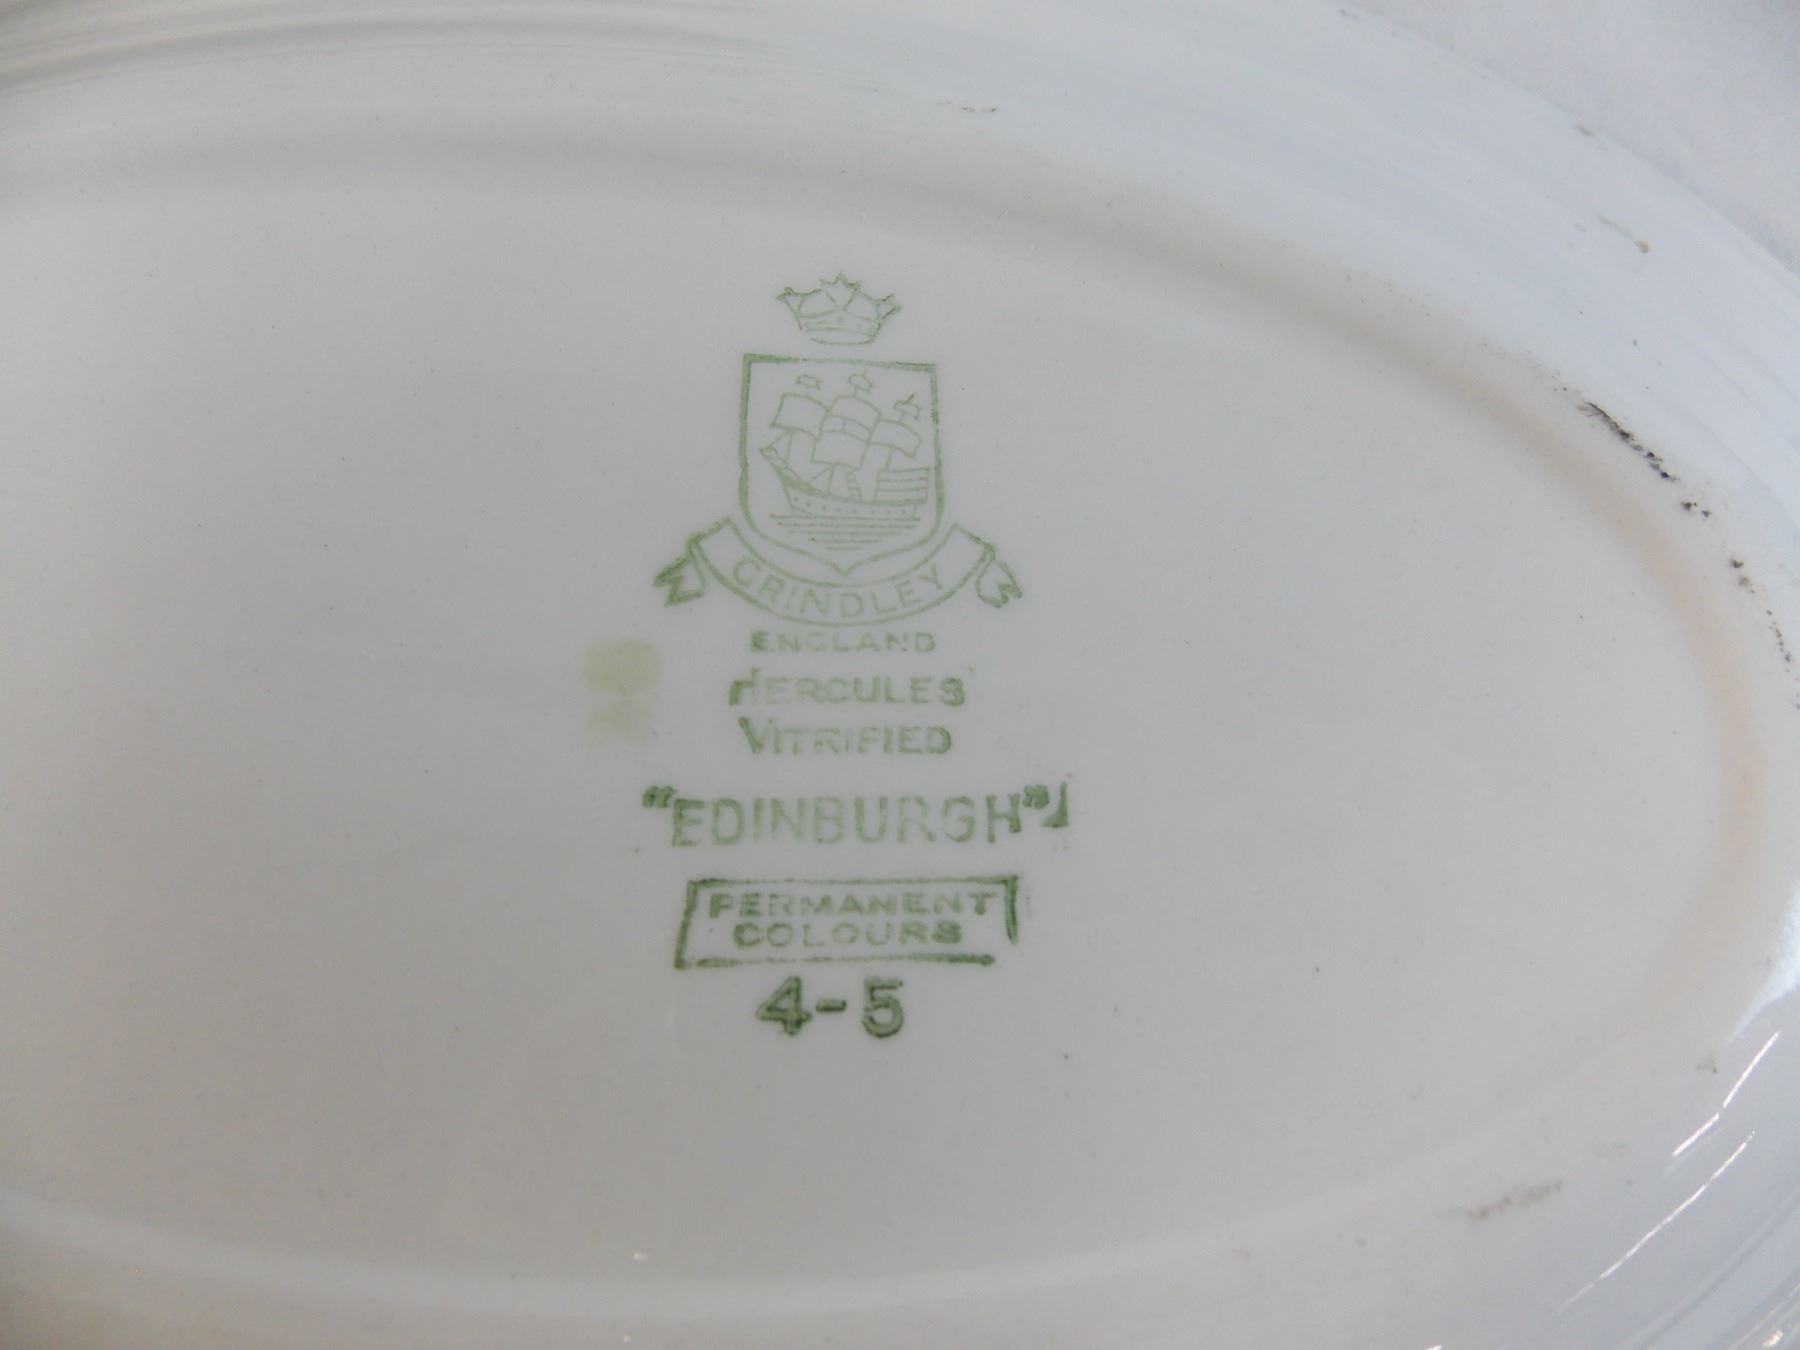 GRINDLEY
ENGLAND
HERCULES
VITRIFIED
"EDINBURGH"
PERMANENT
COLOURS
4-5